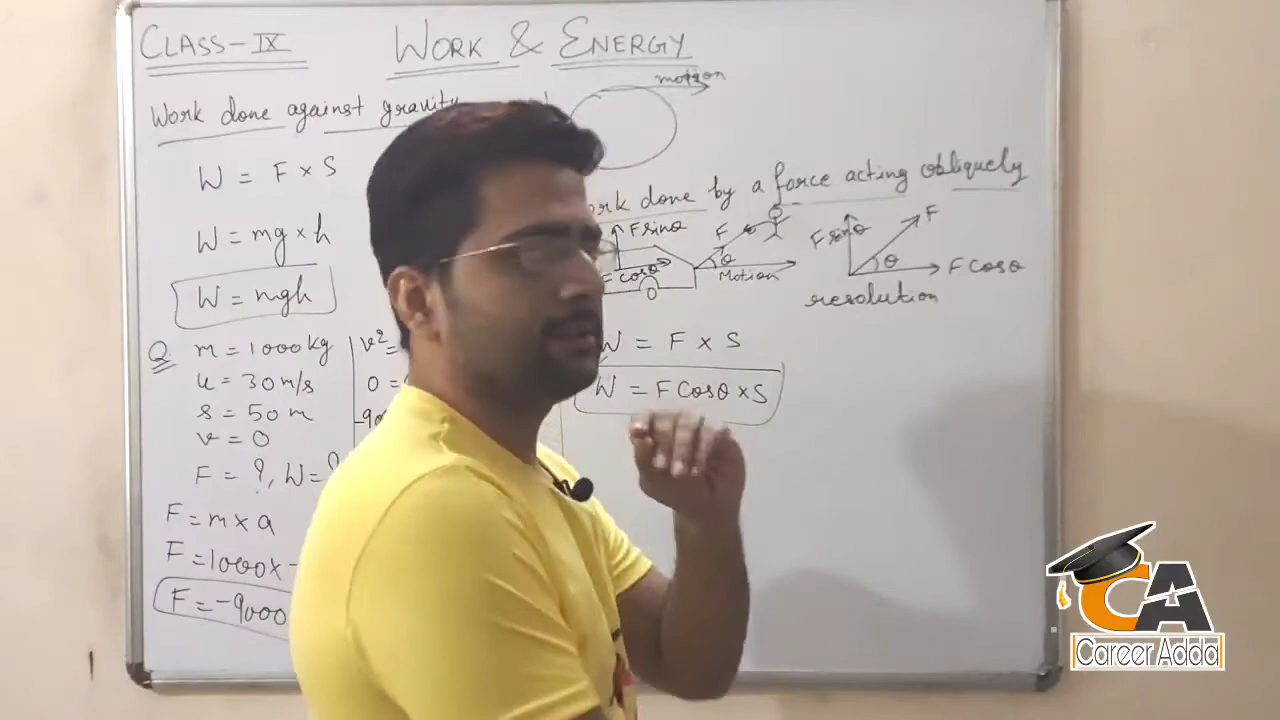 CLASS-IX
WORK & ENERGY
Work done against gravity
W = F × S
W = mg × h
W = mgh
Q
m = 1000 kg
u = 30 m/s
s = 50 m
v = 0
F = ?, W = ?
F = m × a
F = 1000 × -
F = -9000
v² =
0 =
motion
done by a force acting obliquely
F sinθ
F cosθ
F
θ
Motion
F sinθ
F
θ
F cosθ
resolution
W = F × S
W = F cosθ × S
CA
Career Adda